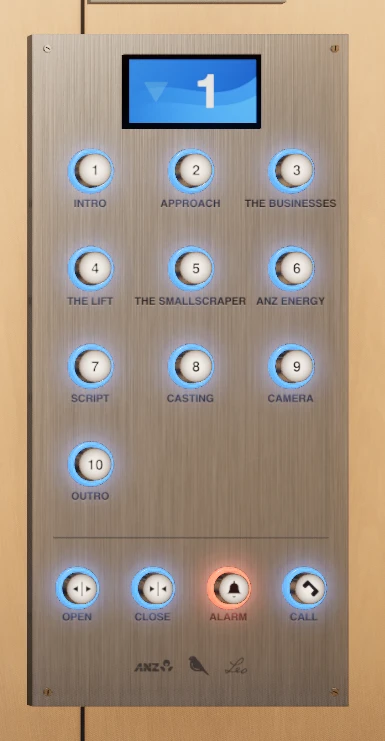 1
1 2 3
INTRO APPROACH THE BUSINESSES
4 5 6
THE LIFT THE SMALLSCRAPER ANZ ENERGY
7 8 9
SCRIPT CASTING CAMERA
10
OUTRO
OPEN CLOSE ALARM CALL
ANZ Leo